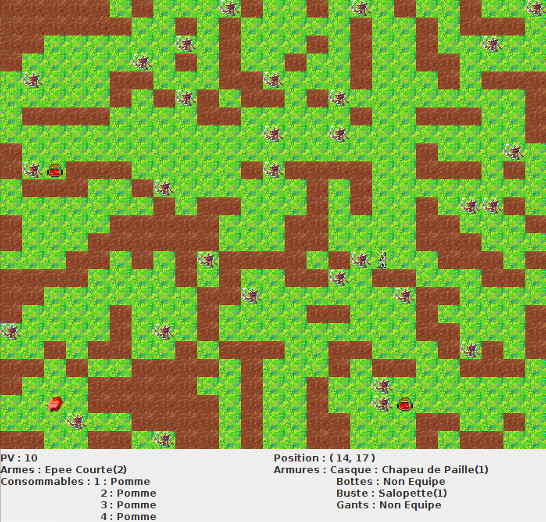 PV : 10
Armes : Epee Courte(2)
Consommables : 1 : Pomme
2 : Pomme
3 : Pomme
4 : Pomme
Position : ( 14, 17 )
Armures : Casque : Chapeu de Paille(1)
Bottes : Non Equipe
Buste : Salopette(1)
Gants : Non Equipe